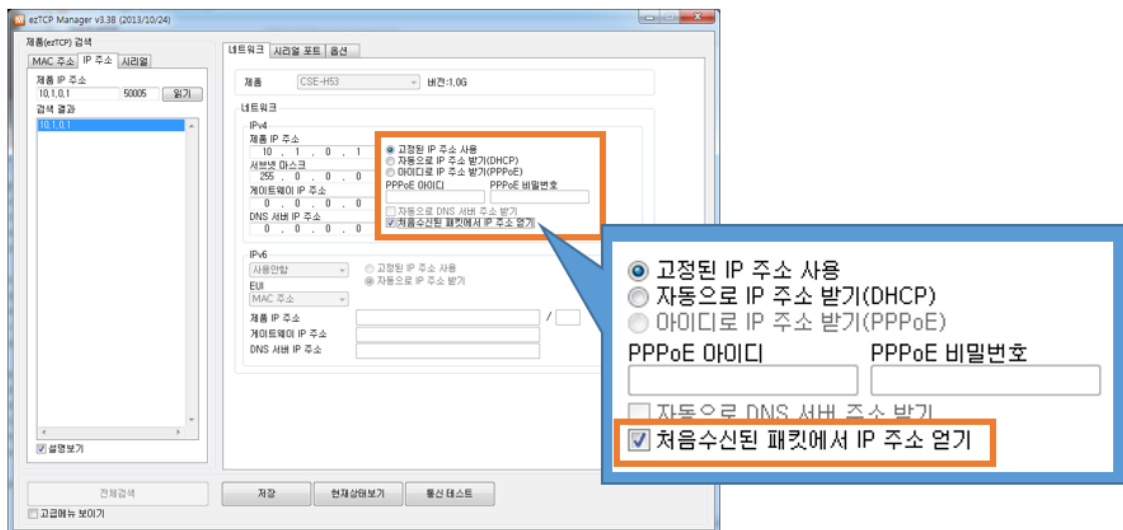 ezTCP Manager v3.3B (2013/10/24)
제품(ezTCP) 검색
MAC 주소 IP 주소 시리얼
제품 IP 주소
10,1,0,1 50005 읽기
검색 결과
10,1,0,1
설명보기
전체검색
고급메뉴 보이기
네트워크 시리얼 포트 옵션
제품 CSE-H53 버전:1.0G
네트워크
IPv4
제품 IP 주소
10 . 1 . 0 . 1
서브넷 마스크
255 . 0 . 0 . 0
게이트웨이 IP 주소
0 . 0 . 0 . 0
DNS 서버 IP 주소
0 . 0 . 0 . 0
고정된 IP 주소 사용
자동으로 IP 주소 받기(DHCP)
아이디로 IP 주소 받기(PPPoE)
PPPoE 아이디 PPPoE 비밀번호
자동으로 DNS 서버 주소 받기
처음수신된 패킷에서 IP 주소 얻기
IPv6
사용안함
고정된 IP 주소 사용
자동으로 IP 주소 받기
EUI
MAC 주소
제품 IP 주소 /
게이트웨이 IP 주소
DNS 서버 IP 주소
저장 현재상태보기 통신 테스트
고정된 IP 주소 사용
자동으로 IP 주소 받기(DHCP)
아이디로 IP 주소 받기(PPPoE)
PPPoE 아이디 PPPoE 비밀번호
자동으로 DNS 서버 주소 받기
처음수신된 패킷에서 IP 주소 얻기